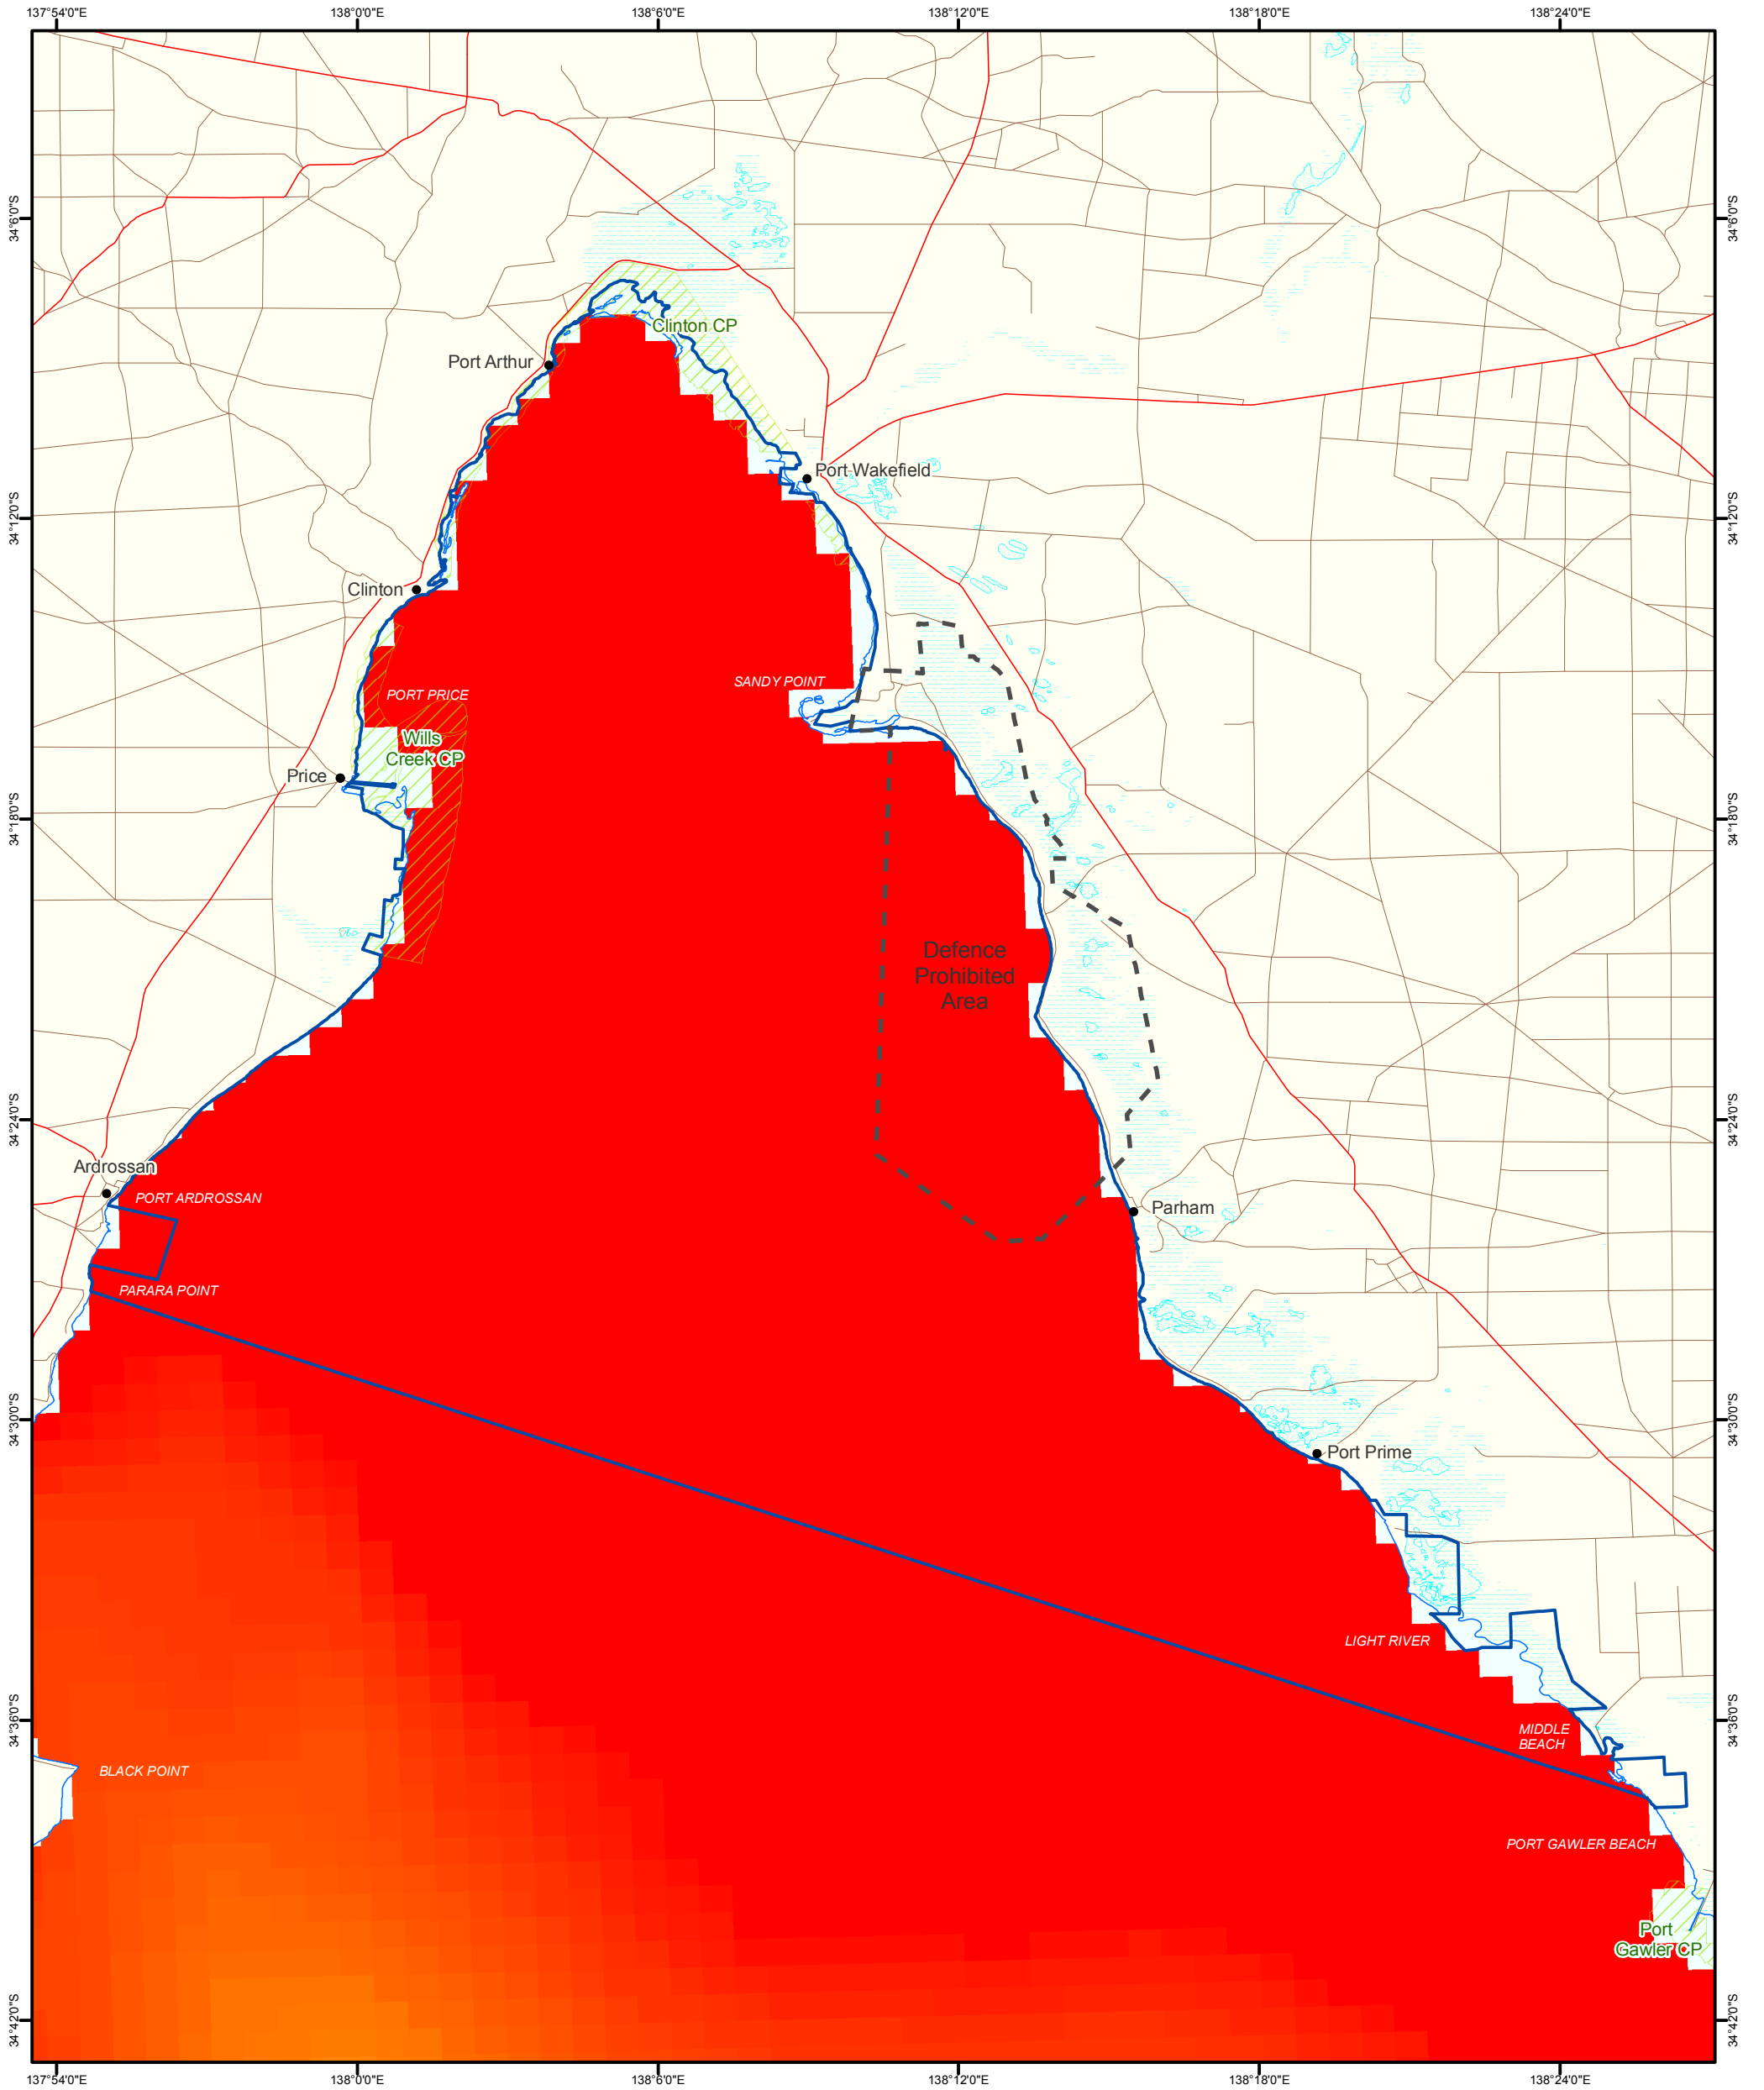 137°54'0"E
138°0'0"E
138°6'0"E
138°12'0"E
138°18'0"E
138°24'0"E
34°6'0"S
34°6'0"S
Clinton CP
Port Arthur
Port Wakefield
34°12'0"S
34°12'0"S
Clinton
SANDY POINT
PORT PRICE
Wills
Creek CP
Price
34°18'0"S
34°18'0"S
Defence
Prohibited
Area
34°24'0"S
34°24'0"S
Ardrossan
PORT ARDROSSAN
Parham
PARARA POINT
34°30'0"S
34°30'0"S
Port Prime
LIGHT RIVER
34°36'0"S
34°36'0"S
MIDDLE
BEACH
BLACK POINT
PORT GAWLER BEACH
Port
Gawler CP
34°42'0"S
34°42'0"S
137°54'0"E
138°0'0"E
138°6'0"E
138°12'0"E
138°18'0"E
138°24'0"E